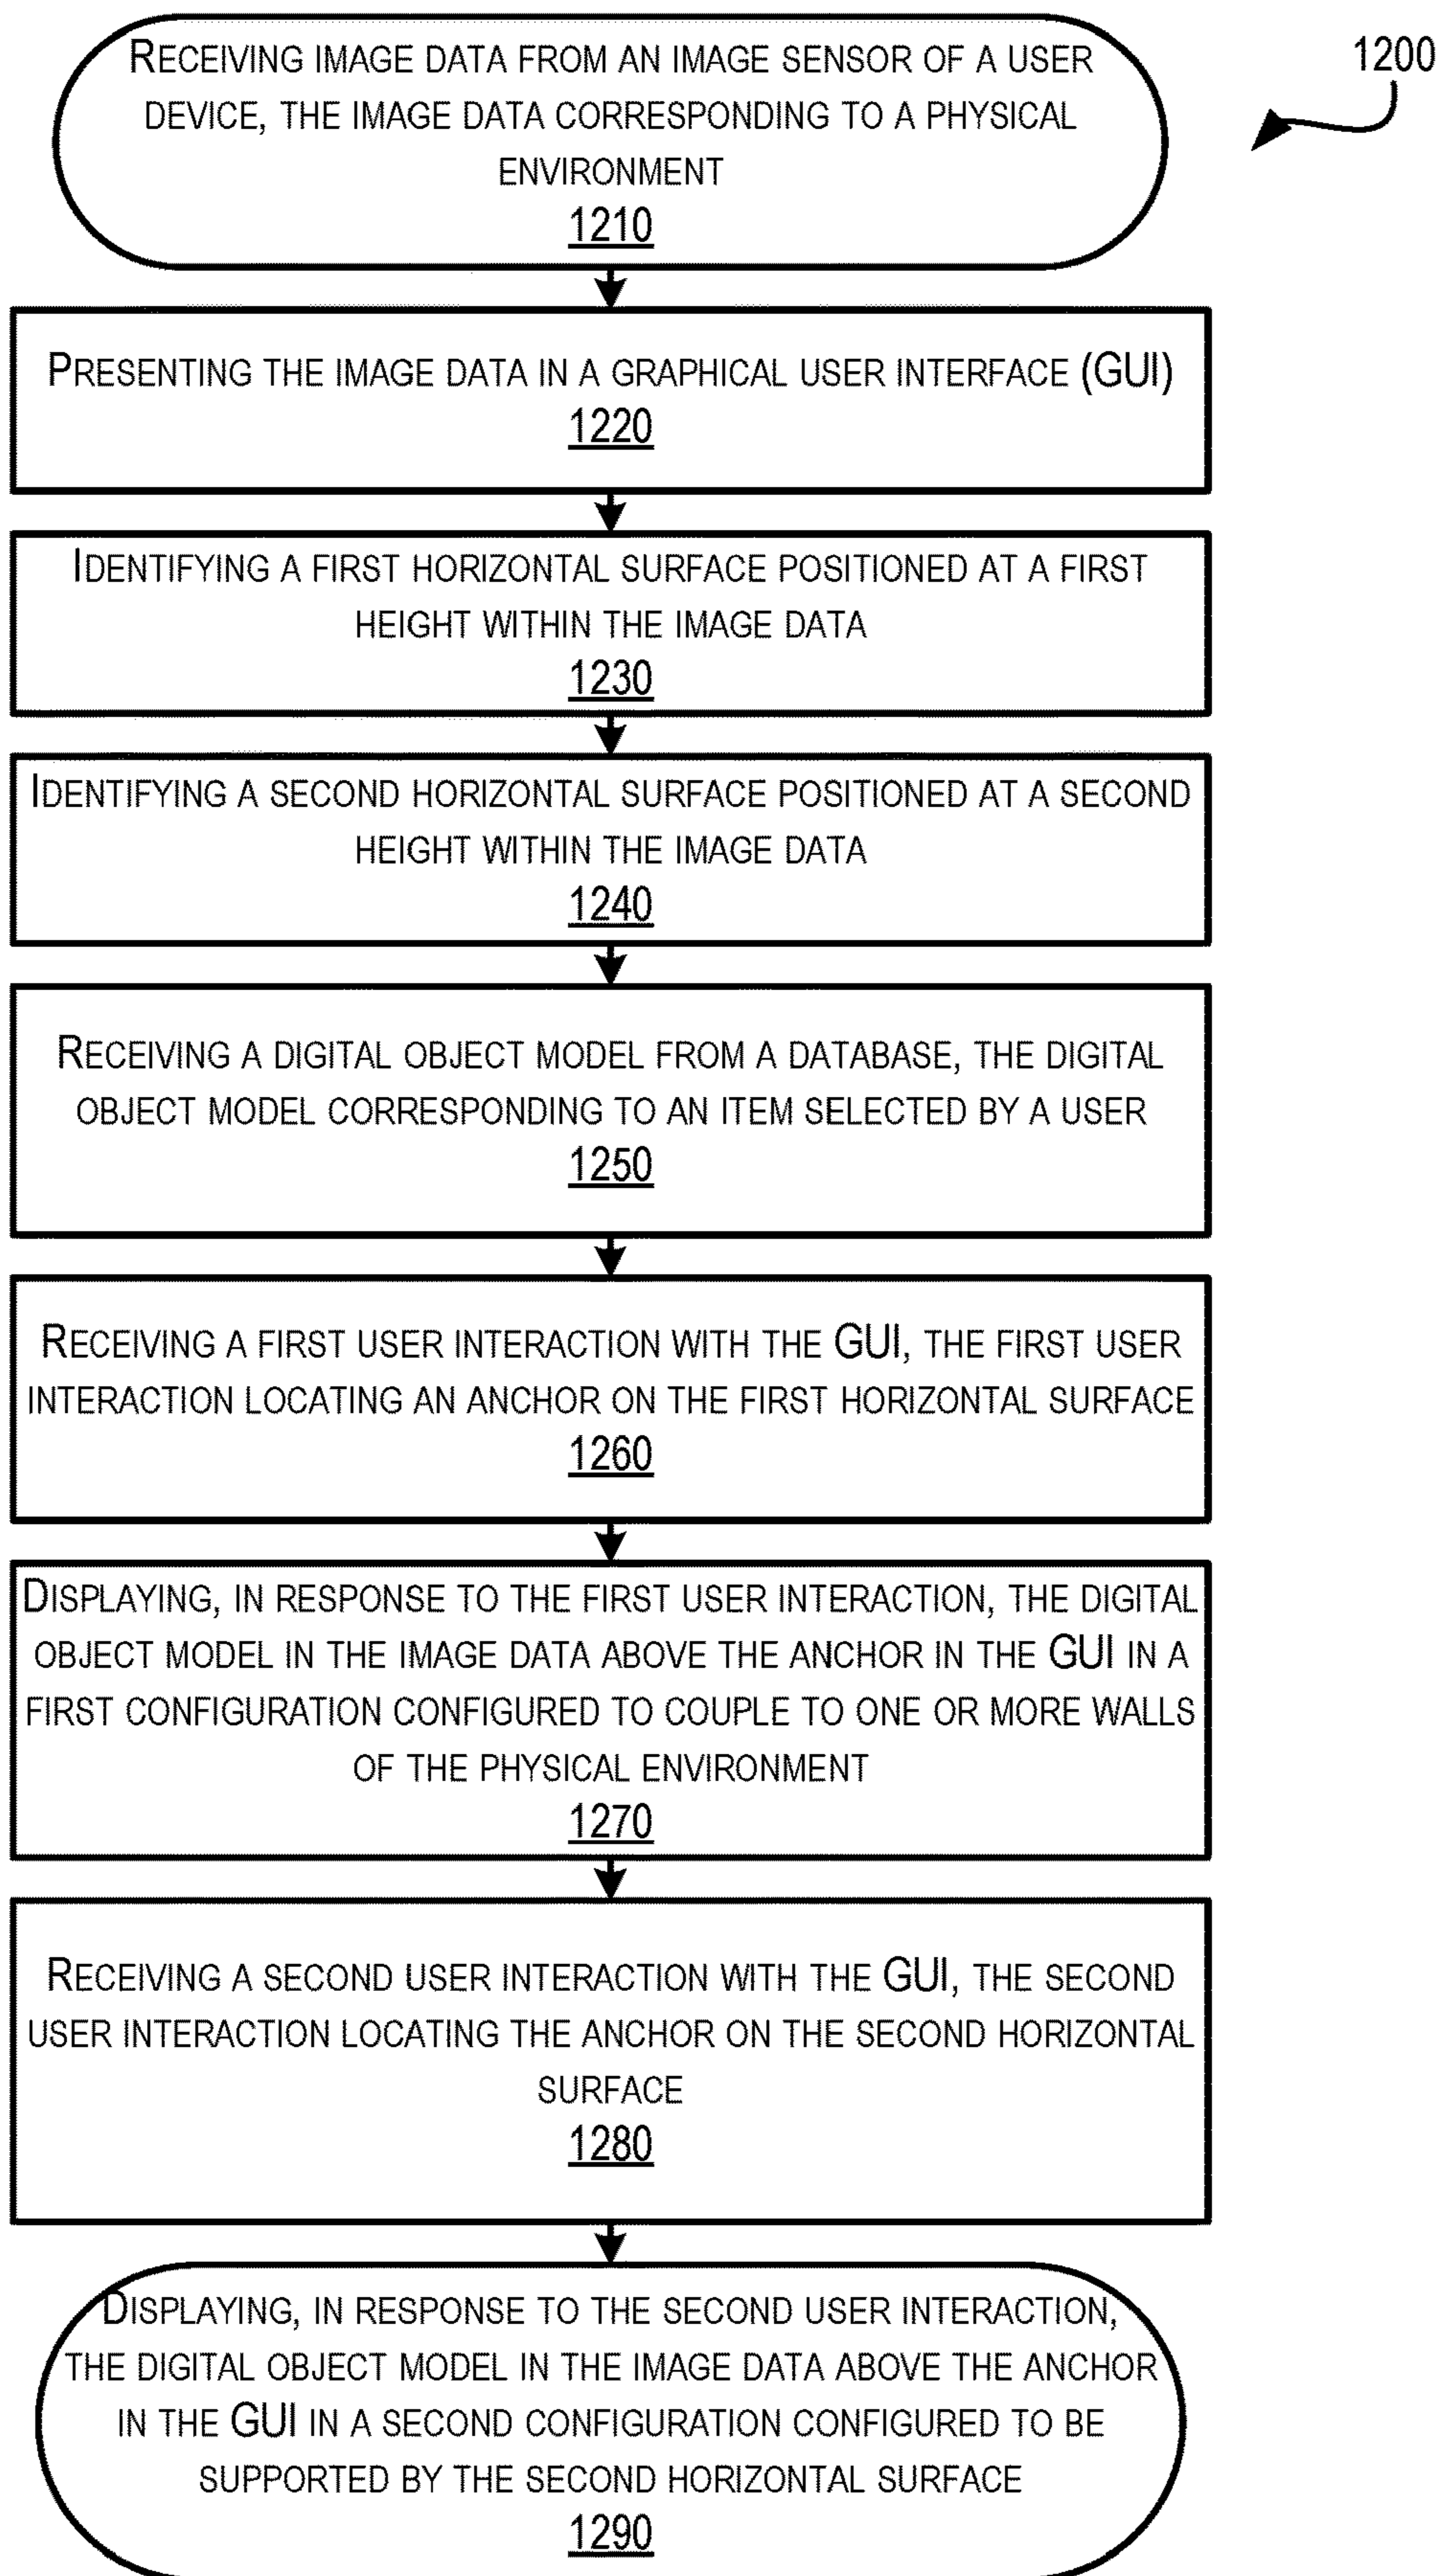 RECEIVING IMAGE DATA FROM AN IMAGE SENSOR OF A USER
DEVICE, THE IMAGE DATA CORRESPONDING TO A PHYSICAL
ENVIRONMENT
1210
1200
PRESENTING THE IMAGE DATA IN A GRAPHICAL USER INTERFACE (GUI)
1220
IDENTIFYING A FIRST HORIZONTAL SURFACE POSITIONED AT A FIRST
HEIGHT WITHIN THE IMAGE DATA
1230
IDENTIFYING A SECOND HORIZONTAL SURFACE POSITIONED AT A SECOND
HEIGHT WITHIN THE IMAGE DATA
1240
RECEIVING A DIGITAL OBJECT MODEL FROM A DATABASE, THE DIGITAL
OBJECT MODEL CORRESPONDING TO AN ITEM SELECTED BY A USER
1250
RECEIVING A FIRST USER INTERACTION WITH THE GUI, THE FIRST USER
INTERACTION LOCATING AN ANCHOR ON THE FIRST HORIZONTAL SURFACE
1260
DISPLAYING, IN RESPONSE TO THE FIRST USER INTERACTION, THE DIGITAL
OBJECT MODEL IN THE IMAGE DATA ABOVE THE ANCHOR IN THE GUI IN A
FIRST CONFIGURATION CONFIGURED TO COUPLE TO ONE OR MORE WALLS
OF THE PHYSICAL ENVIRONMENT
1270
RECEIVING A SECOND USER INTERACTION WITH THE GUI, THE SECOND
USER INTERACTION LOCATING THE ANCHOR ON THE SECOND HORIZONTAL
SURFACE
1280
DISPLAYING, IN RESPONSE TO THE SECOND USER INTERACTION,
THE DIGITAL OBJECT MODEL IN THE IMAGE DATA ABOVE THE ANCHOR
IN THE GUI IN A SECOND CONFIGURATION CONFIGURED TO BE
SUPPORTED BY THE SECOND HORIZONTAL SURFACE
1290